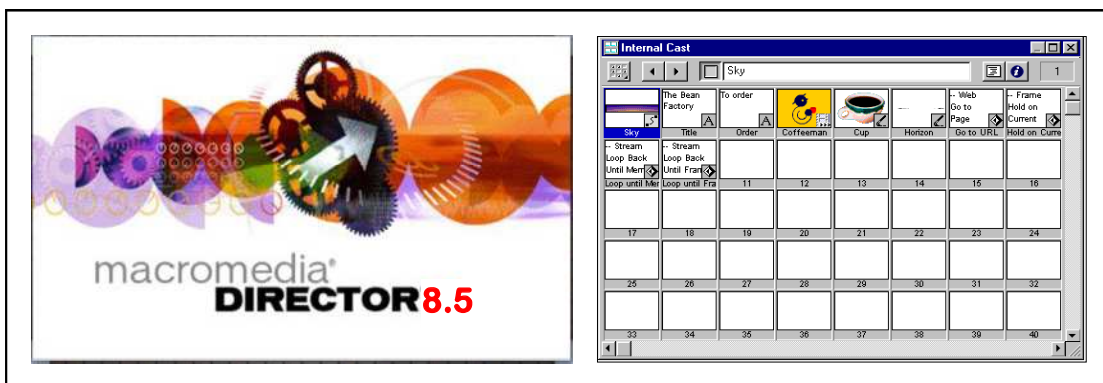 macromedia®
DIRECTOR8.5
Internal Cast
Sky
1
The Bean
Factory
To order
-- Web
Go to
Page
-- Frame
Hold on
Current
Sky
Title
Order
Coffeeman
Cup
Horizon
Go to URL
Hold on Curre
-- Stream
Loop Back
Until Mem
-- Stream
Loop Back
Until Fran
Loop until Mer
Loop until Fra
11
12
13
14
15
16
17
18
19
20
21
22
23
24
25
26
27
28
29
30
31
32
33
34
35
36
37
38
39
40